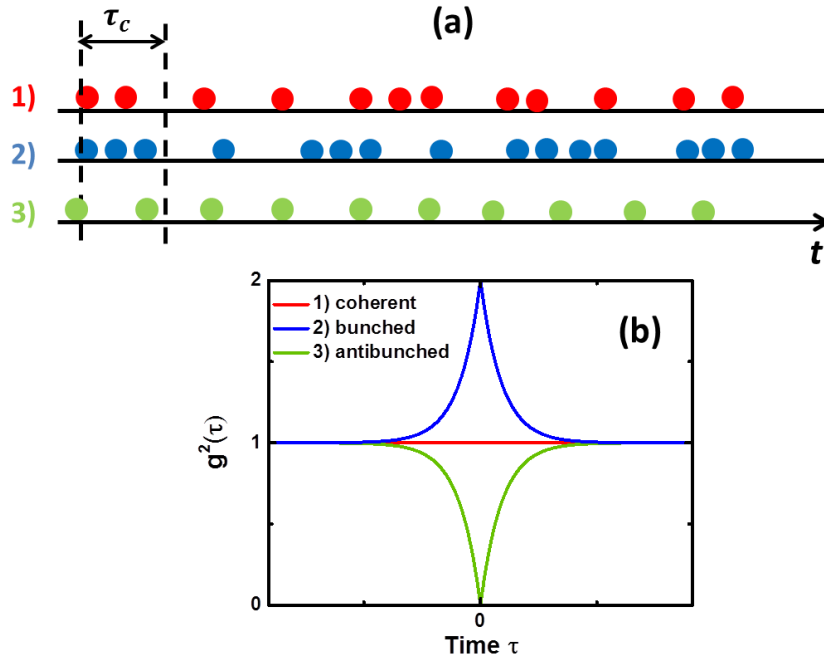 τc
(a)
1)
2)
3)
t
2
1) coherent
2) bunched
3) antibunched
(b)
g²(τ)
1
0
0
Time τ